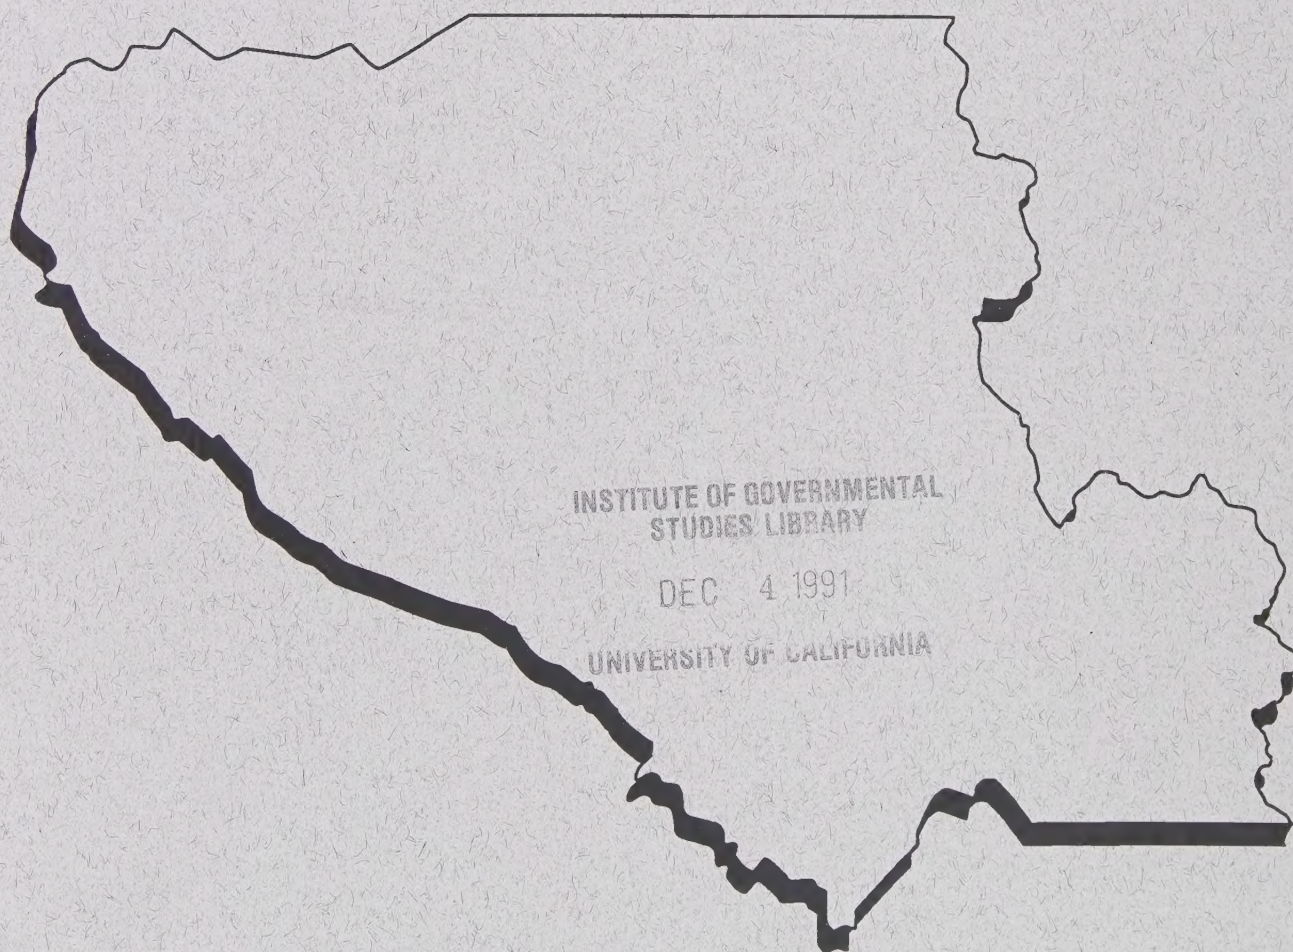 INSTITUTE OF GOVERNMENTAL
STUDIES LIBRARY
DEC 4 1991
UNIVERSITY OF CALIFORNIA